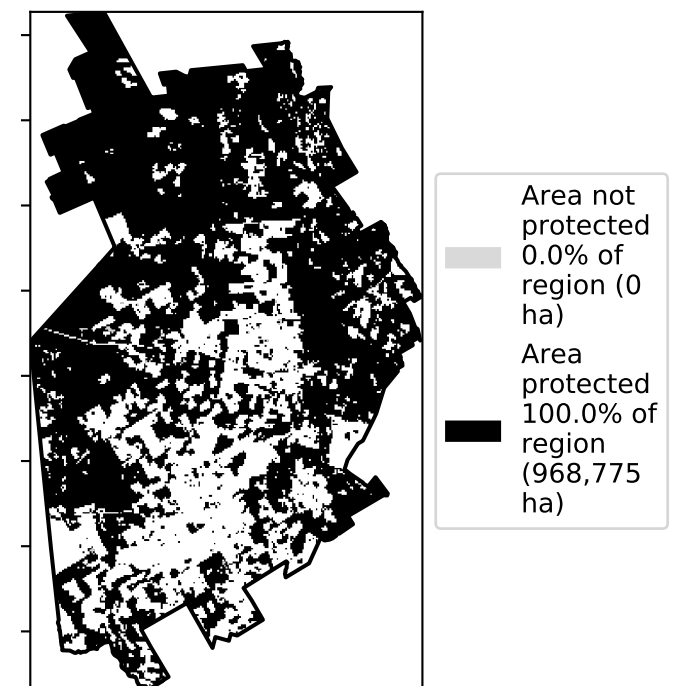 Area not
protected
0.0% of
region (0
ha)
Area
protected
100.0% of
region
(968,775
ha)